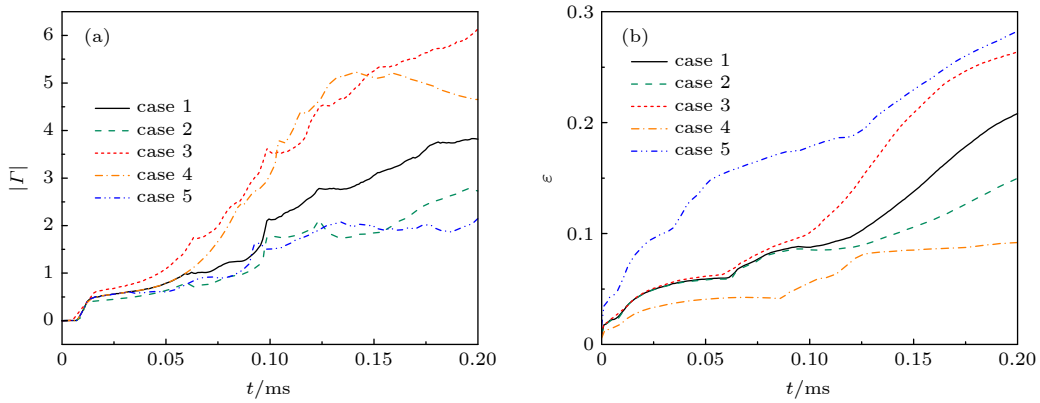 (a)
|Γ|
6
5
4
3
2
1
0
case 1
case 2
case 3
case 4
case 5
0 0.05 0.10 0.15 0.20
t/ms
(b)
ε
0.3
0.2
0.1
0
case 1
case 2
case 3
case 4
case 5
0 0.05 0.10 0.15 0.20
t/ms